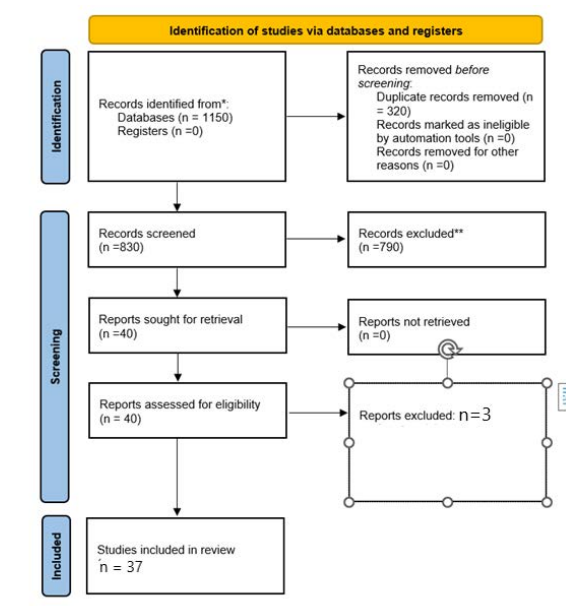 Identification of studies via databases and registers
Identification
Records identified from*:
Databases (n = 1150)
Registers (n =0)
Records removed before
screening:
Duplicate records removed (n
= 320)
Records marked as ineligible
by automation tools (n =0)
Records removed for other
reasons (n =0)
Screening
Records screened
(n =830)
Records excluded**
(n =790)
Reports sought for retrieval
(n =40)
Reports not retrieved
(n =0)
Reports assessed for eligibility
(n = 40)
Reports excluded: n=3
Included
Studies included in review
n = 37